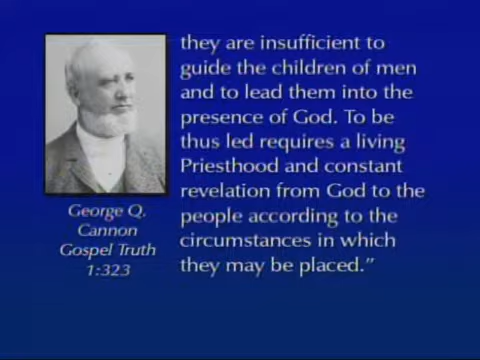 they are insufficient to
guide the children of men
and to lead them into the
presence of God. To be
thus led requires a living
Priesthood and constant
revelation from God to the
people according to the
circumstances in which
they may be placed.”
George Q.
Cannon
Gospel Truth
1:323